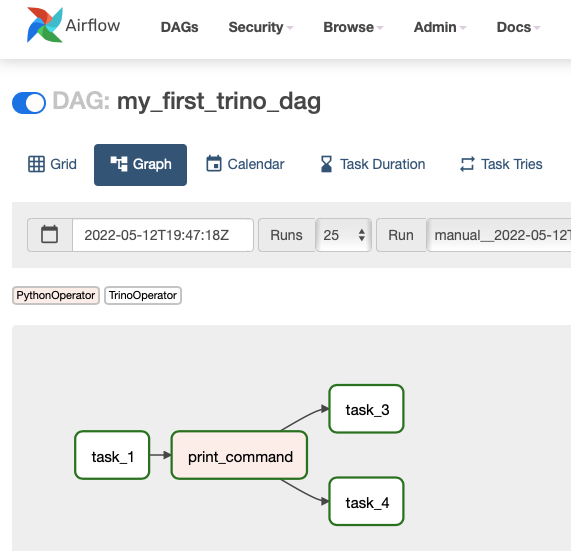 Airflow DAGs Security Browse Admin Docs
DAG: my_first_trino_dag
Grid Graph Calendar Task Duration Task Tries
2022-05-12T19:47:18Z Runs 25 Run manual__2022-05-12T
PythonOperator TrinoOperator
task_3
task_1 print_command
task_4